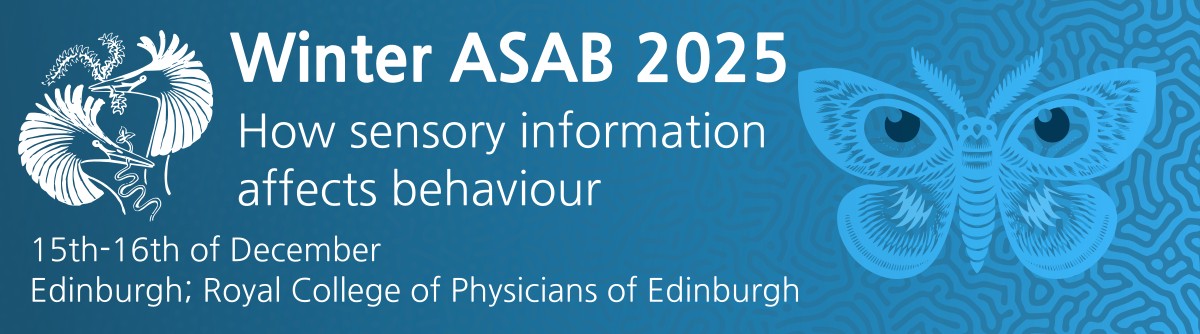 Winter ASAB 2025
How sensory information
affects behaviour
15th-16th of December
Edinburgh; Royal College of Physicians of Edinburgh